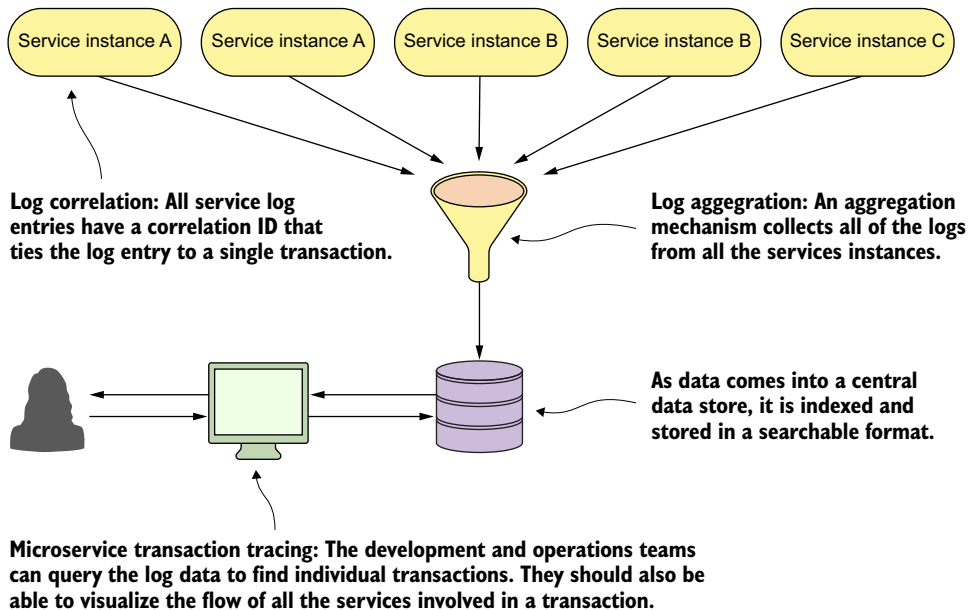 Service instance A
Service instance A
Service instance B
Service instance B
Service instance C
Log correlation: All service log
entries have a correlation ID that
ties the log entry to a single transaction.
Log aggegration: An aggregation
mechanism collects all of the logs
from all the services instances.
As data comes into a central
data store, it is indexed and
stored in a searchable format.
Microservice transaction tracing: The development and operations teams
can query the log data to find individual transactions. They should also be
able to visualize the flow of all the services involved in a transaction.